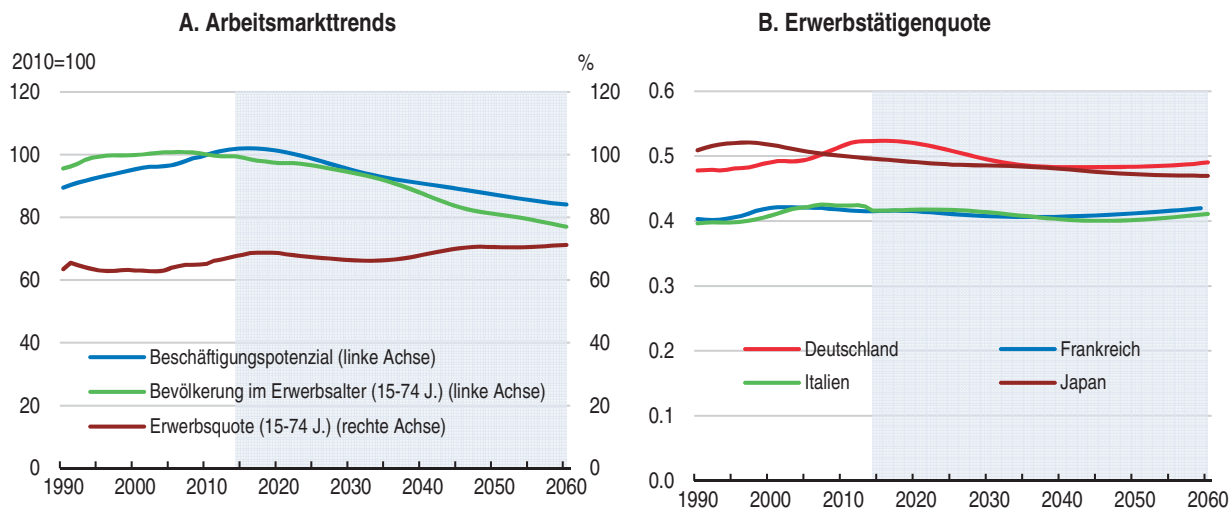 A. Arbeitsmarkttrends
2010=100
%
120
100
80
60
40
20
0
120
100
80
60
40
20
0
Beschäftigungspotenzial (linke Achse)
Bevölkerung im Erwerbsalter (15-74 J.) (linke Achse)
Erwerbsquote (15-74 J.) (rechte Achse)
1990 2000 2010 2020 2030 2040 2050 2060
B. Erwerbstätigenquote
0.6
0.5
0.4
0.3
0.2
0.1
0.0
Deutschland Frankreich
Italien Japan
1990 2000 2010 2020 2030 2040 2050 2060